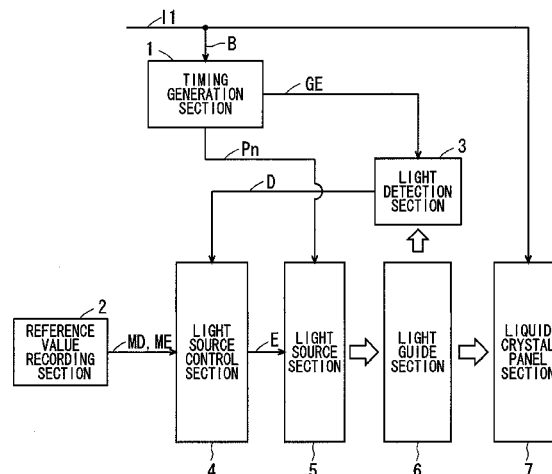 I1
B
1
TIMING
GENERATION
SECTION
GE
Pn
3
LIGHT
DETECTION
SECTION
D
2
REFERENCE
VALUE
RECORDING
SECTION
MD, ME
LIGHT
SOURCE
CONTROL
SECTION
E
LIGHT
SOURCE
SECTION
LIGHT
GUIDE
SECTION
LIQUID
CRYSTAL
PANEL
SECTION
4
5
6
7